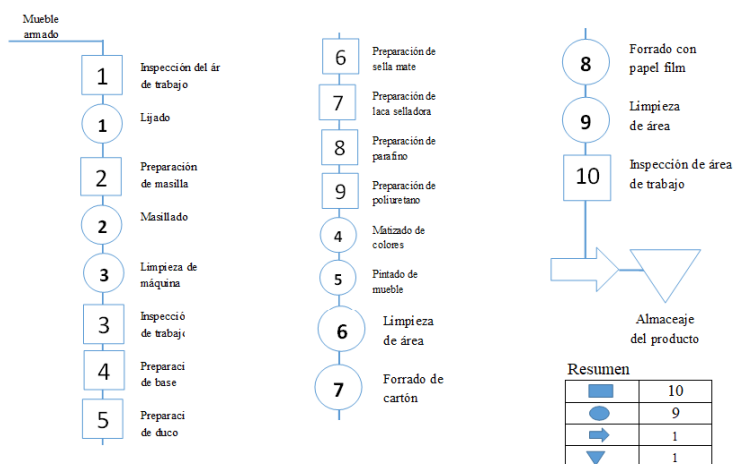 Mueble
armado
1
Inspección del ár
de trabajo
1
Lijado
2
Preparación
de masilla
2
Masillado
3
Limpieza de
máquina
3
Inspecció
de trabajo
4
Preparaci
de base
5
Preparaci
de duco
6
Preparación de
sella mate
7
Preparación de
laca selladora
8
Preparación de
parafino
9
Preparación de
poliuretano
4
Matizado de
colores
5
Pintado de
mueble
6
Limpieza
de área
7
Forrado de
cartón
8
Forrado con
papel film
9
Limpieza
de área
10
Inspección de área
de trabajo
Almaceaje
del producto
Resumen
10
9
1
1